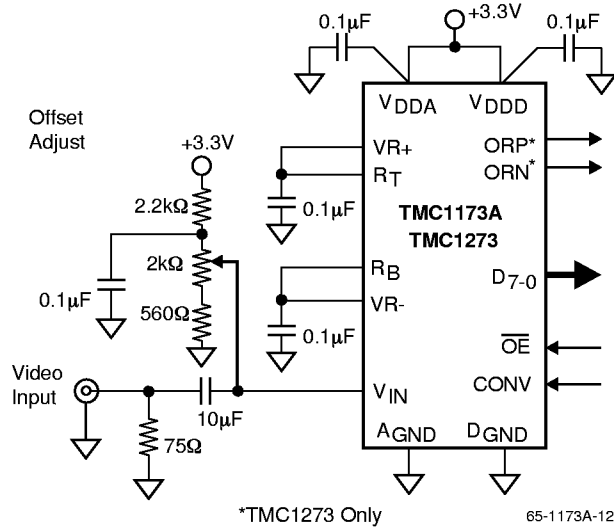 +3.3V
0.1μF
0.1μF
VDDA
VDDD
Offset
Adjust
+3.3V
VR+
RT
ORP*
ORN*
2.2kΩ
0.1μF
TMC1173A
TMC1273
2kΩ
RB
D7-0
0.1μF
560Ω
VR-
0.1μF
OE
Video
Input
CONV
VIN
10μF
75Ω
AGND
DGND
*TMC1273 Only
65-1173A-12